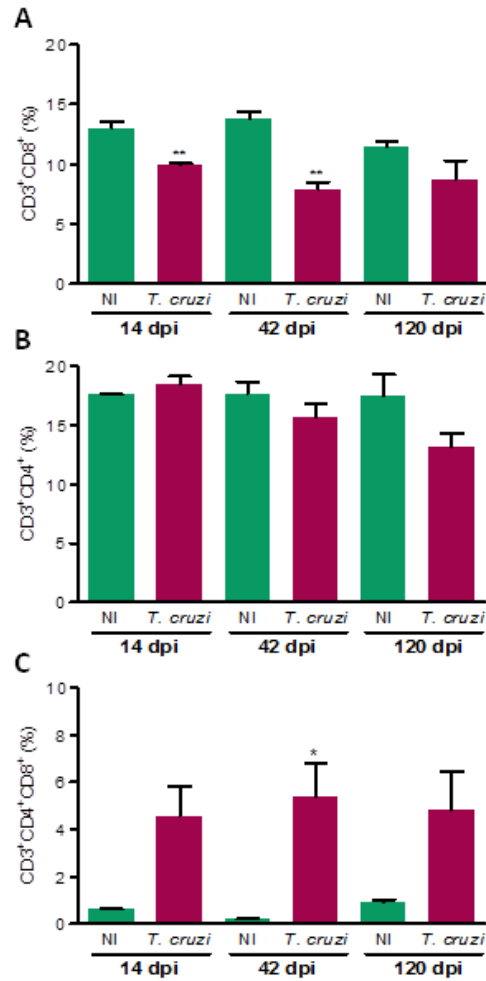 A
20
15
10
5
0
CD3+CD8+ (%)
**
**
NI T. cruzi NI T. cruzi NI T. cruzi
14 dpi 42 dpi 120 dpi
B
20
15
10
5
0
CD3+CD4+ (%)
NI T. cruzi NI T. cruzi NI T. cruzi
14 dpi 42 dpi 120 dpi
C
10
8
6
4
2
0
CD3+CD4+CD8+ (%)
*
NI T. cruzi NI T. cruzi NI T. cruzi
14 dpi 42 dpi 120 dpi